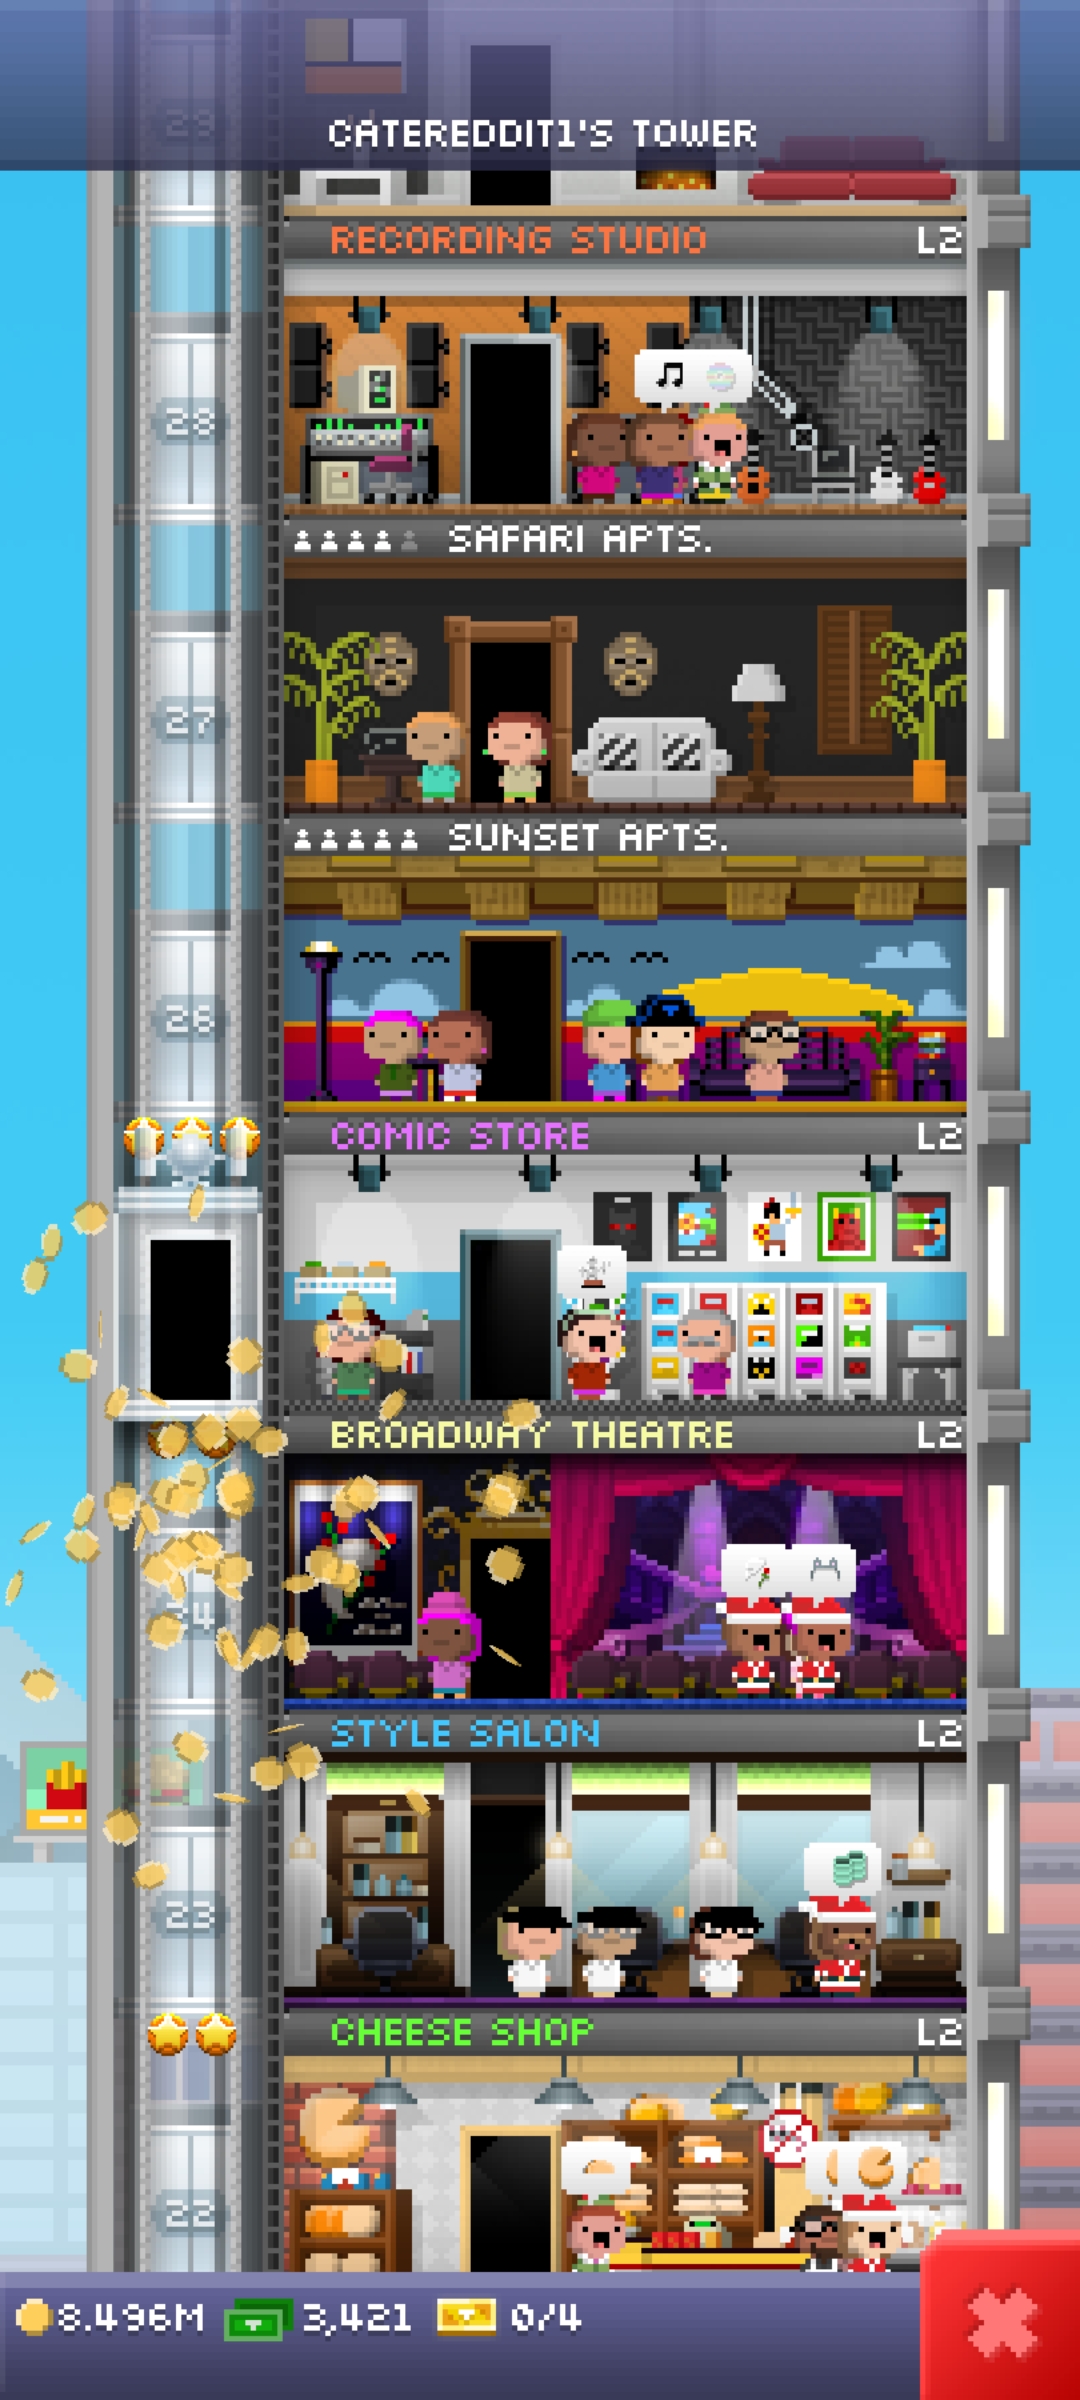 CATEREDDIT1'S TOWER
RECORDING STUDIO L2
28
SAFARI APTS.
27
SUNSET APTS.
26
COMIC STORE L2
BROADWAY THEATRE L2
24
STYLE SALON L2
23
CHEESE SHOP L2
22
8.496M 3,421 0/4